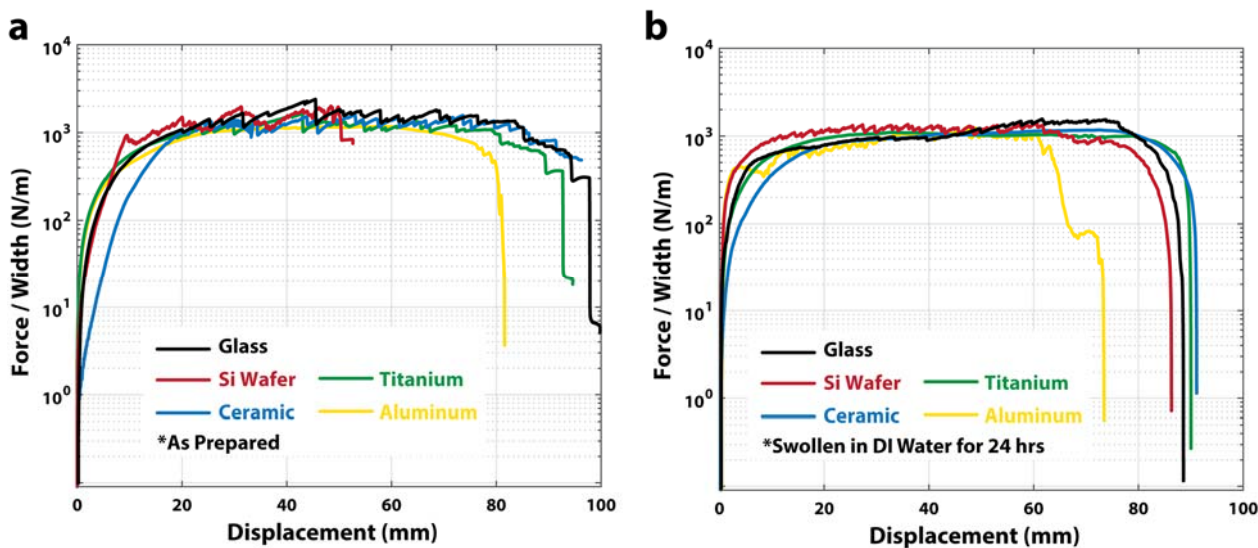 a
Force / Width (N/m)
10^4
10^3
10^2
10^1
10^0
Glass
Si Wafer
Titanium
Ceramic
Aluminum
*As Prepared
0
20
40
60
80
100
Displacement (mm)
b
Force / Width (N/m)
10^4
10^3
10^2
10^1
10^0
Glass
Si Wafer
Titanium
Ceramic
Aluminum
*Swollen in DI Water for 24 hrs
0
20
40
60
80
100
Displacement (mm)